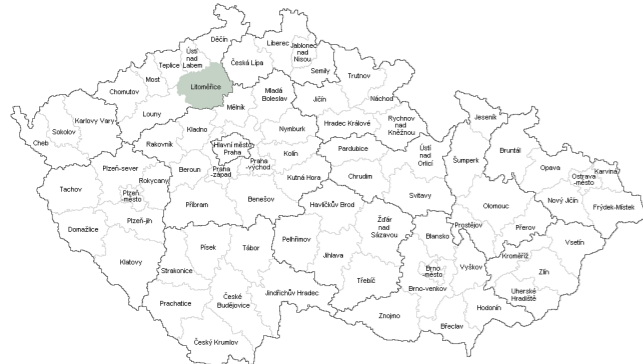 Děčín
Liberec
Jablonec
nad
Nisou
Ústí
nad
Labem
Teplice
Česká Lípa
Semily
Most
Litoměřice
Trutnov
Chomutov
Mladá
Boleslav
Jičín
Náchod
Karlovy Vary
Louny
Mělník
Sokolov
Cheb
Kladno
Nymburk
Hradec Králové
Rychnov
nad
Kněžnou
Jeseník
Rakovník
Hlavní město
Praha
Kolín
Pardubice
Ústí
nad
Orlicí
Šumperk
Bruntál
Plzeň-sever
Rokycany
Beroun
Praha
-západ
Praha
-východ
Kutná Hora
Chrudim
Opava
Karviná
Ostrava
-město
Tachov
Plzeň
-město
Příbram
Benešov
Havlíčkův Brod
Svitavy
Olomouc
Nový Jičín
Frýdek-Místek
Domažlice
Plzeň-jih
Žďár
nad
Sázavou
Prostějov
Přerov
Klatovy
Písek
Tábor
Pelhřimov
Jihlava
Blansko
Vsetín
Kroměříž
Strakonice
Třebíč
Brno
-město
Vyškov
Zlín
Prachatice
České
Budějovice
Jindřichův Hradec
Brno-venkov
Uherské
Hradiště
Hodonín
Znojmo
Břeclav
Český Krumlov